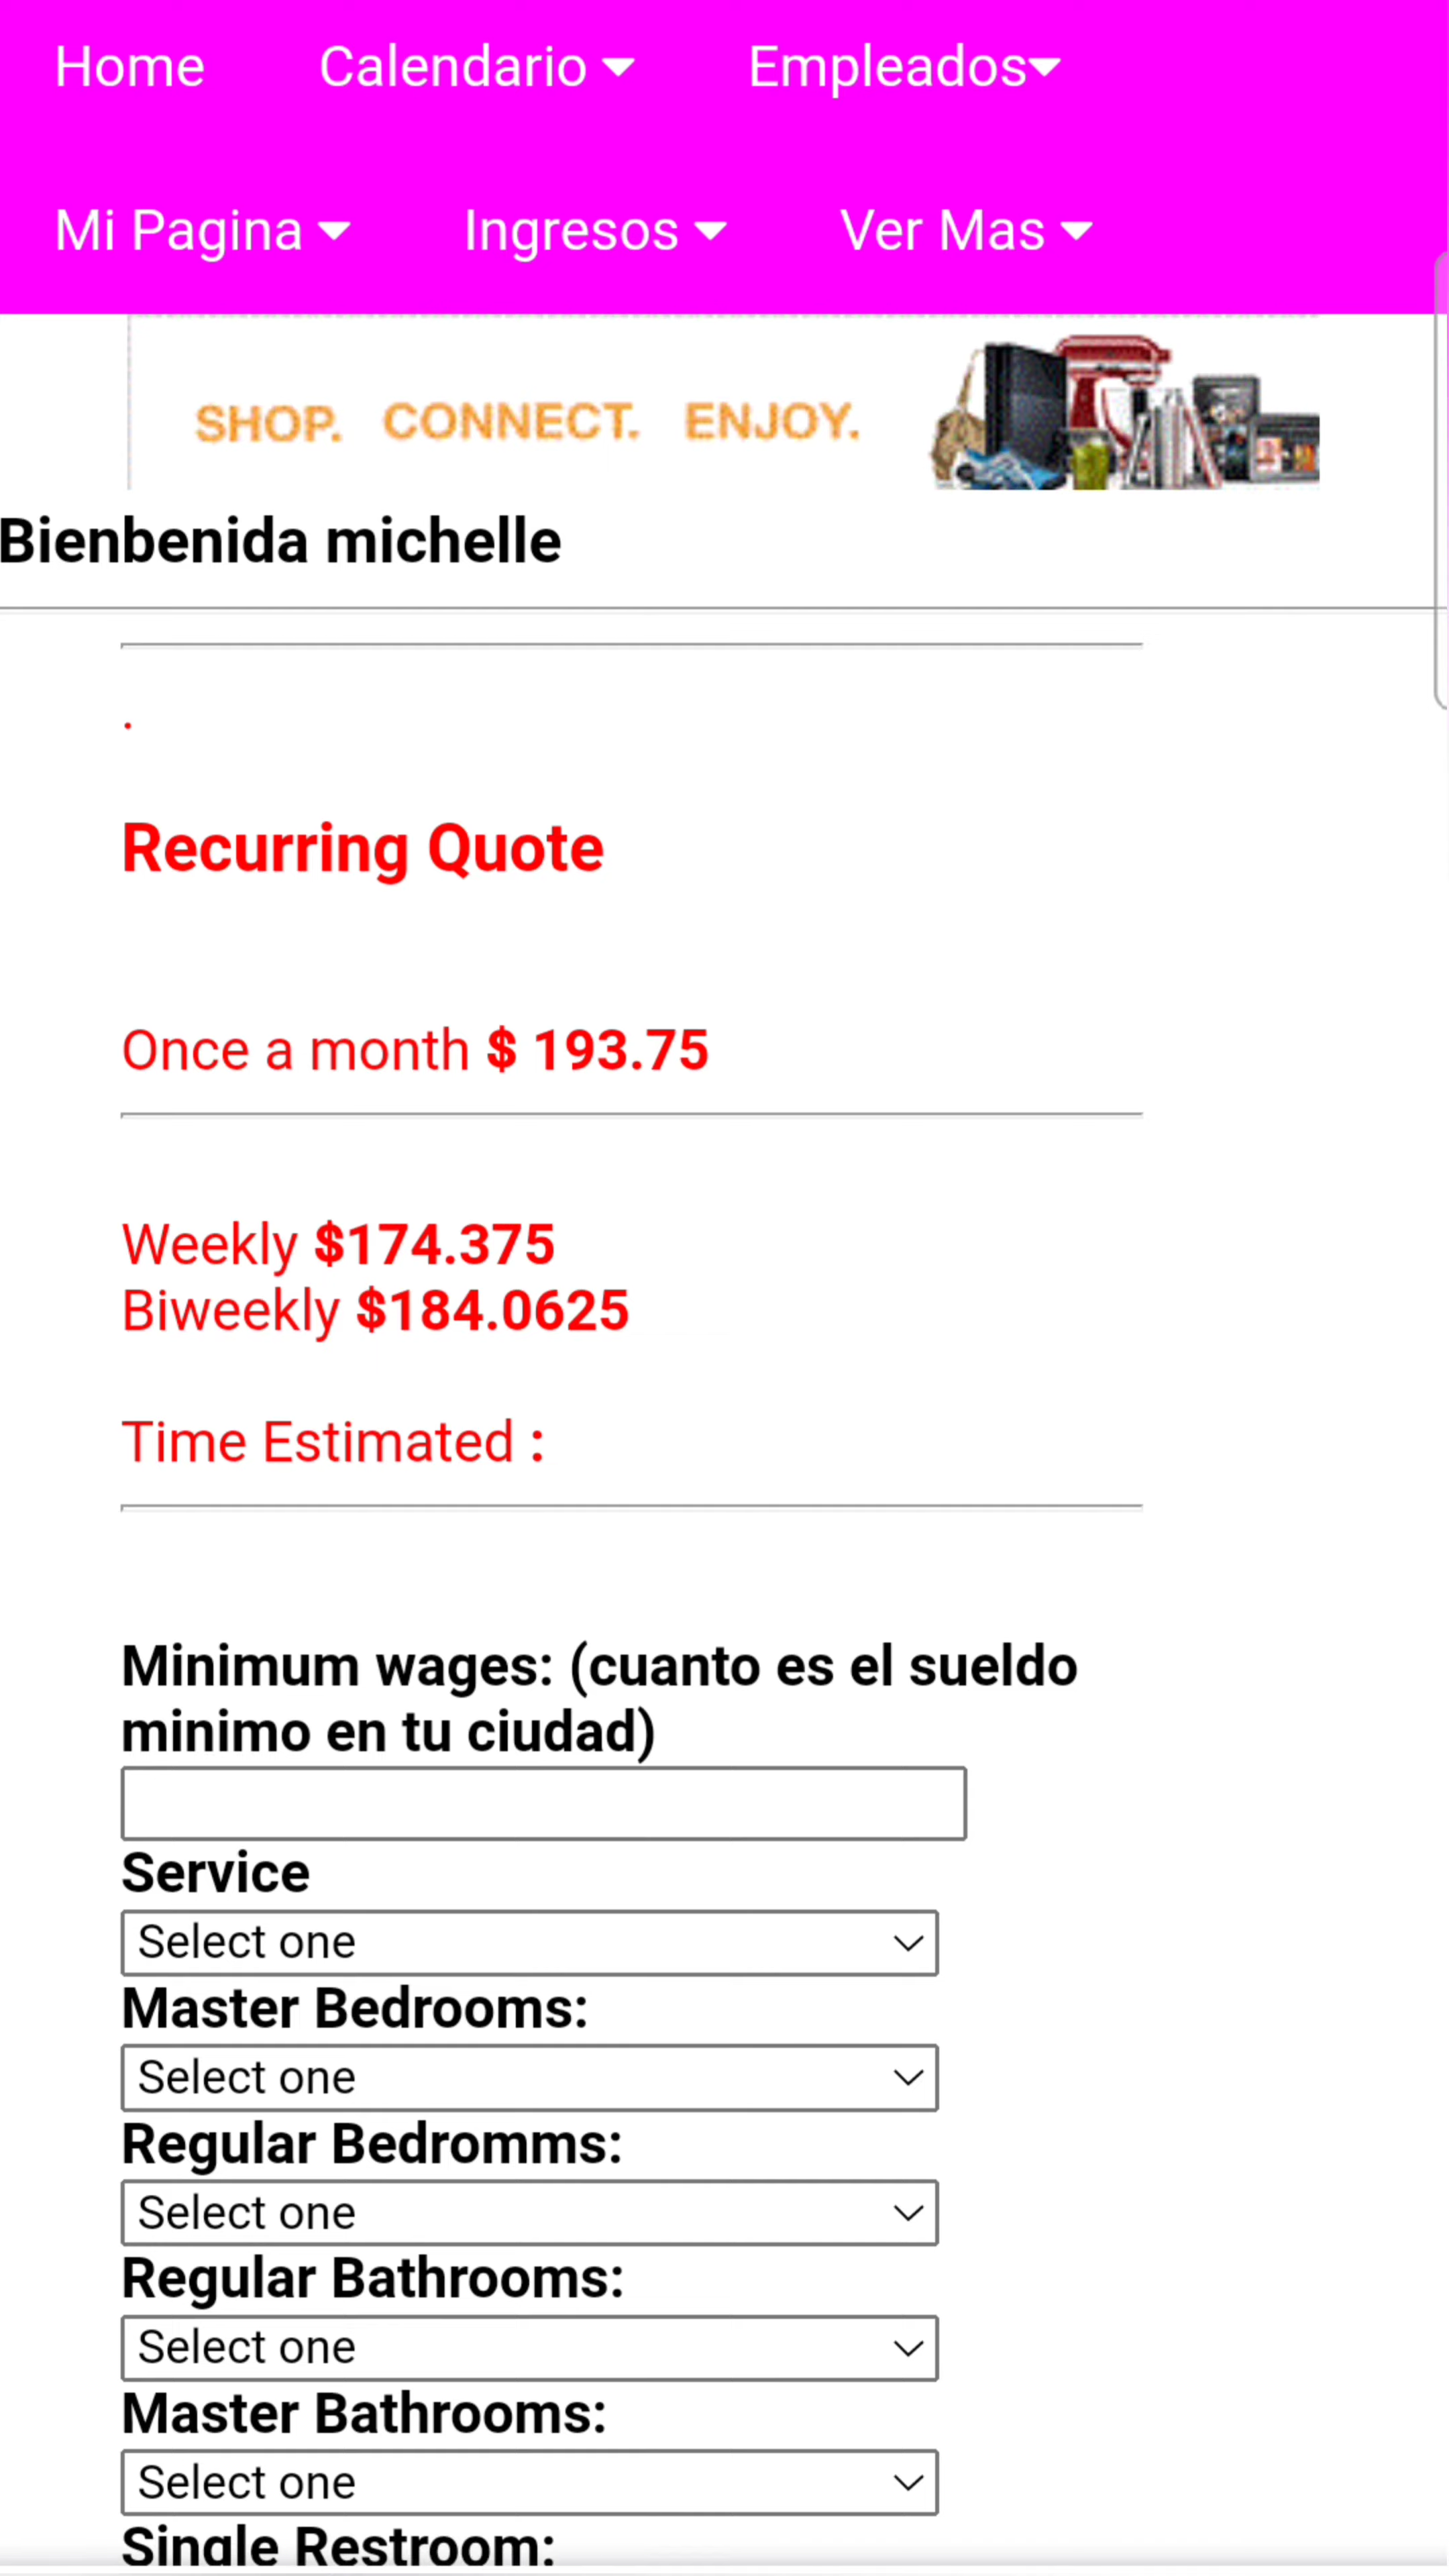 Home Calendario Empleados
Mi Pagina Ingresos Ver Mas
SHOP. CONNECT. ENJOY.
Bienbenida michelle
.
Recurring Quote
Once a month $ 193.75
Weekly $174.375
Biweekly $184.0625
Time Estimated :
Minimum wages: (cuanto es el sueldo
minimo en tu ciudad)
Service
Select one
Master Bedrooms:
Select one
Regular Bedromms:
Select one
Regular Bathrooms:
Select one
Master Bathrooms:
Select one
Single Restroom: